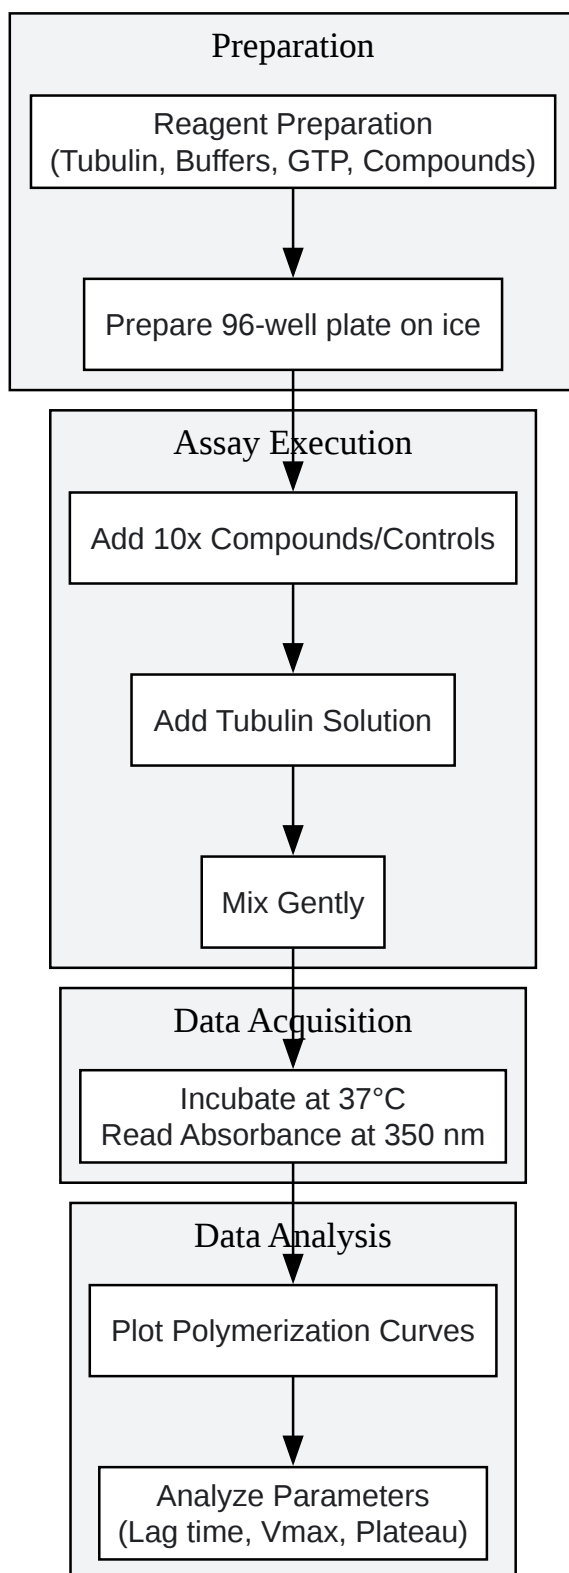 Preparation
Reagent Preparation
(Tubulin, Buffers, GTP, Compounds)
Prepare 96-well plate on ice
Assay Execution
Add 10x Compounds/Controls
Add Tubulin Solution
Mix Gently
Data Acquisition
Incubate at 37°C
Read Absorbance at 350 nm
Data Analysis
Plot Polymerization Curves
Analyze Parameters
(Lag time, Vmax, Plateau)